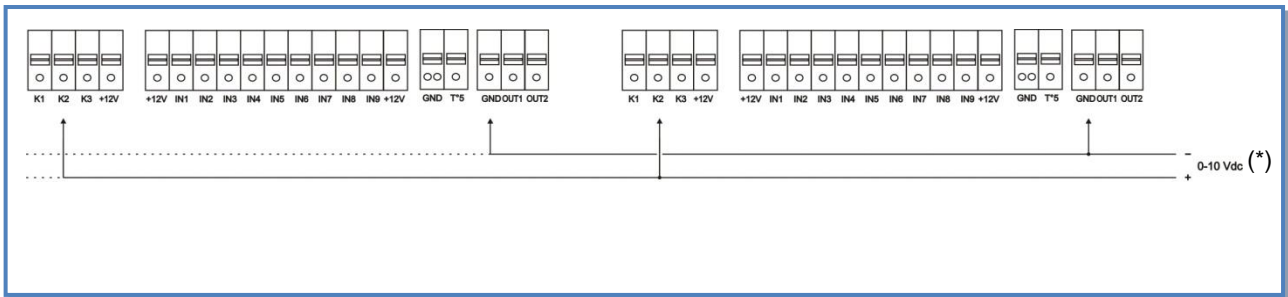 K1 K2 K3 +12V +12V IN1 IN2 IN3 IN4 IN5 IN6 IN7 IN8 IN9 +12V GND T°5 GND OUT1 OUT2 K1 K2 K3 +12V +12V IN1 IN2 IN3 IN4 IN5 IN6 IN7 IN8 IN9 +12V GND T°5 GND OUT1 OUT2
-
0-10 Vdc (*)
+